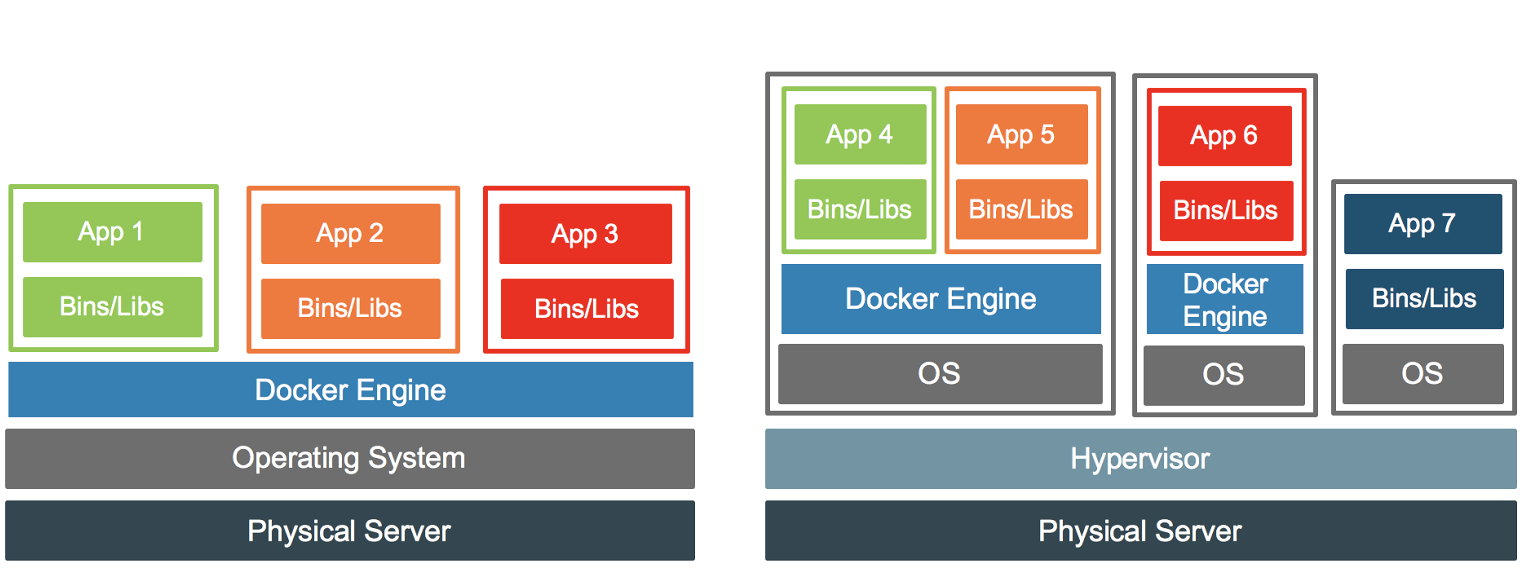 App 1
Bins/Libs
App 2
Bins/Libs
App 3
Bins/Libs
Docker Engine
Operating System
Physical Server
App 4
Bins/Libs
App 5
Bins/Libs
Docker Engine
OS
App 6
Bins/Libs
Docker
Engine
OS
App 7
Bins/Libs
OS
Hypervisor
Physical Server